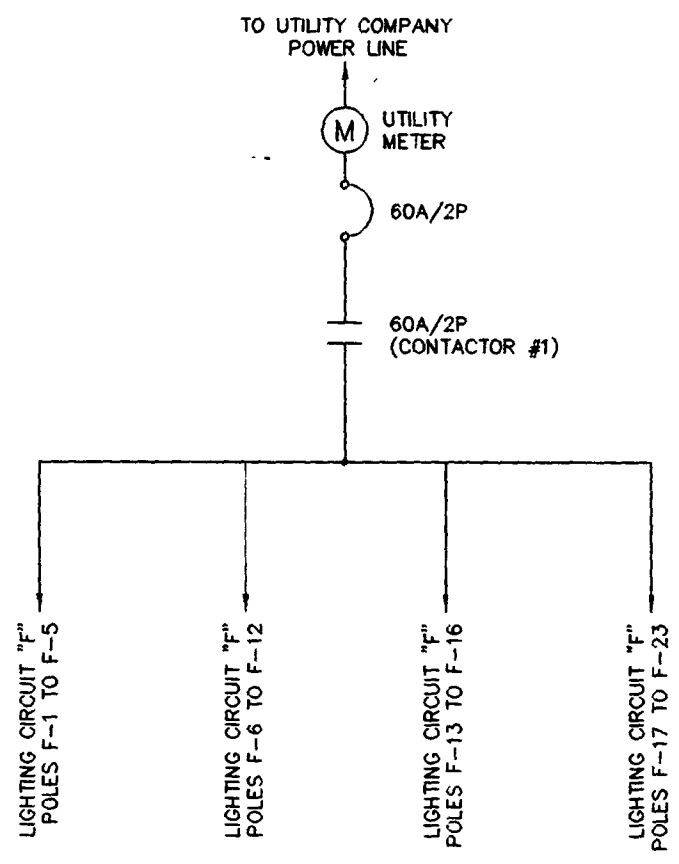 TO UTILITY COMPANY
POWER LINE
M
UTILITY
METER
60A/2P
60A/2P
(CONTACTOR #1)
LIGHTING CIRCUIT "F"
POLES F-1 TO F-5
LIGHTING CIRCUIT "F"
POLES F-6 TO F-12
LIGHTING CIRCUIT "F"
POLES F-13 TO F-16
LIGHTING CIRCUIT "F"
POLES F-17 TO F-23